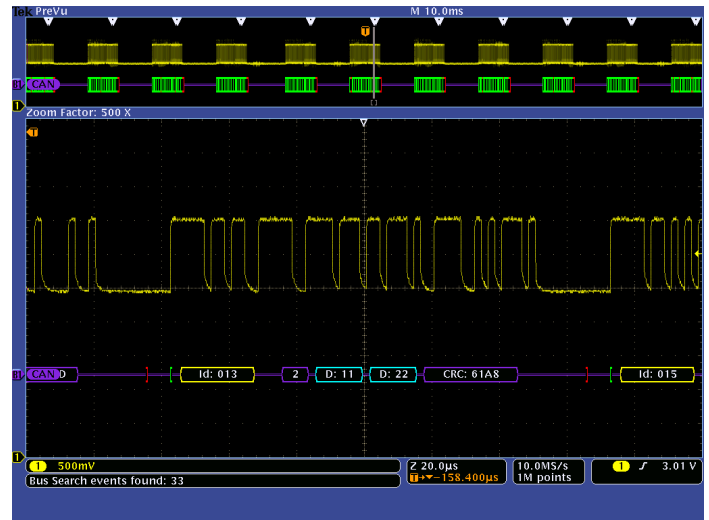 Tek PreVu M 10.0ms
B1 CAN
1
Zoom Factor: 500 X
B1 CAN D Id: 013 2 D: 11 D: 22 CRC: 61A8 Id: 015
1
1 500mV Z 20.0µs 10.0MS/s 1 3.01 V
T→▼-158.400µs 1M points
Bus Search events found: 33